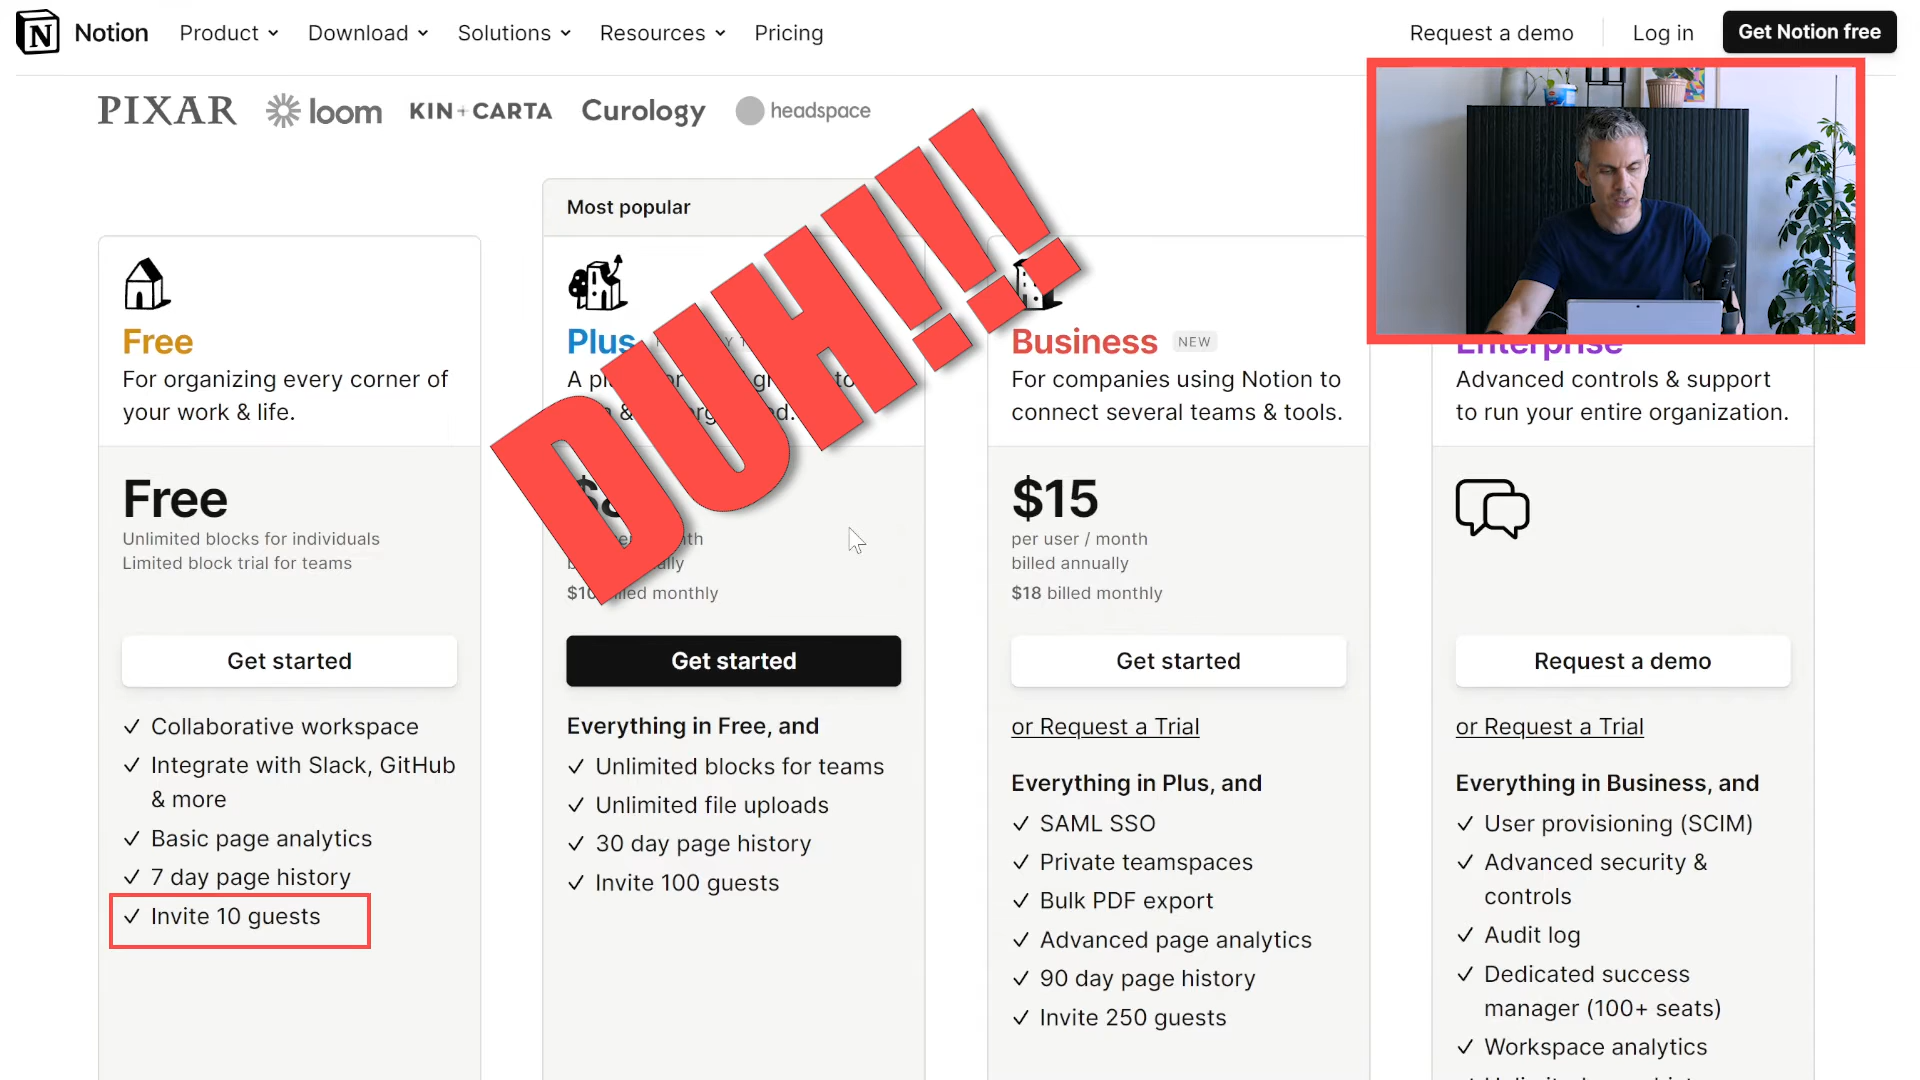 Notion
Product
Download
Solutions
Resources
Pricing
Request a demo
Log in
Get Notion free
PIXAR
loom
KIN+CARTA
Curology
headspace
DUH!!!
Free
For organizing every corner of
your work & life.
Free
Unlimited blocks for individuals
Limited block trial for teams
Get started
✓ Collaborative workspace
✓ Integrate with Slack, GitHub
& more
✓ Basic page analytics
✓ 7 day page history
✓ Invite 10 guests
Most popular
Plus
A
billed monthly
Get started
Everything in Free, and
✓ Unlimited blocks for teams
✓ Unlimited file uploads
✓ 30 day page history
✓ Invite 100 guests
Business NEW
For companies using Notion to
connect several teams & tools.
$15
per user / month
billed annually
$18 billed monthly
Get started
or Request a Trial
Everything in Plus, and
✓ SAML SSO
✓ Private teamspaces
✓ Bulk PDF export
✓ Advanced page analytics
✓ 90 day page history
✓ Invite 250 guests
Enterprise
Advanced controls & support
to run your entire organization.
Request a demo
or Request a Trial
Everything in Business, and
✓ User provisioning (SCIM)
✓ Advanced security &
controls
✓ Audit log
✓ Dedicated success
manager (100+ seats)
✓ Workspace analytics